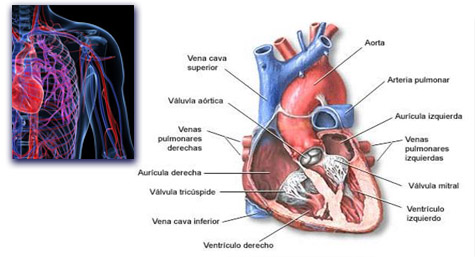 Aorta
Vena cava
superior
Arteria pulmonar
Váluvla aórtica
Aurícula izquierda
Venas
pulmonares
derechas
Venas
pulmonares
izquierdas
Aurícula derecha
Válvula mitral
Válvula tricúspide
Ventrículo
izquierdo
Vena cava inferior
Ventrículo derecho